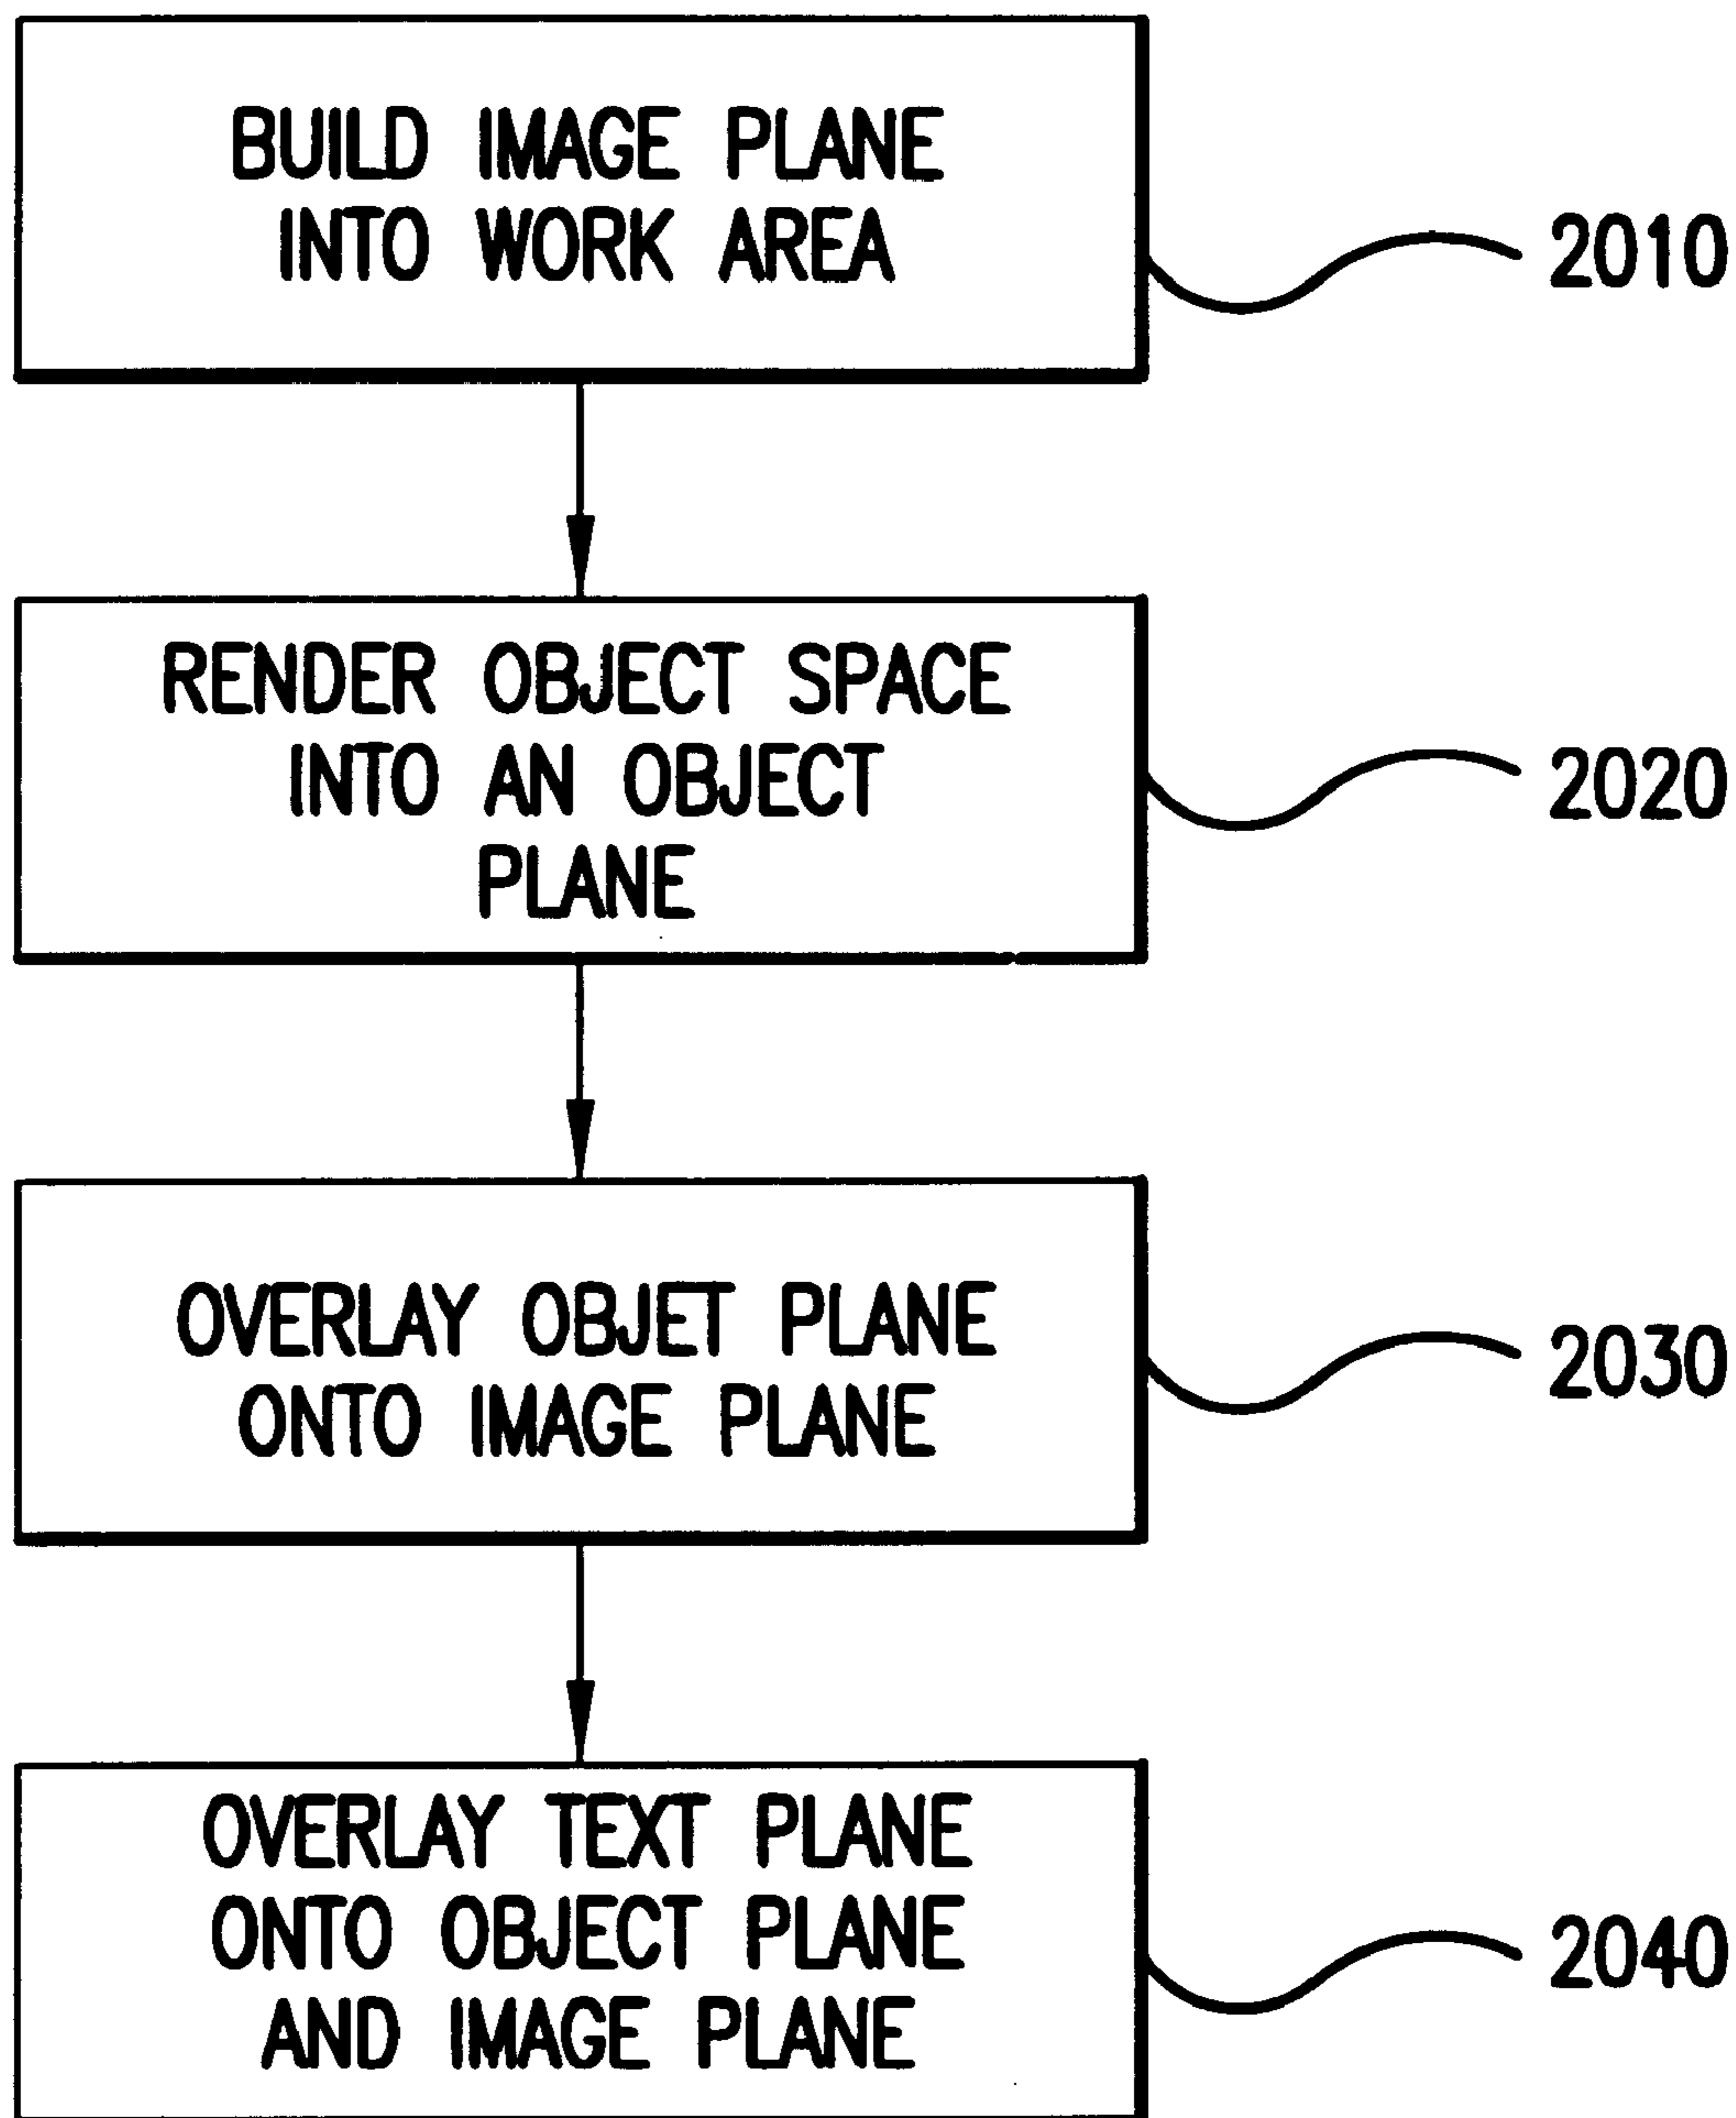 BUILD IMAGE PLANE
INTO WORK AREA
2010
RENDER OBJECT SPACE
INTO AN OBJECT
PLANE
2020
OVERLAY OBJET PLANE
ONTO IMAGE PLANE
2030
OVERLAY TEXT PLANE
ONTO OBJECT PLANE
AND IMAGE PLANE
2040